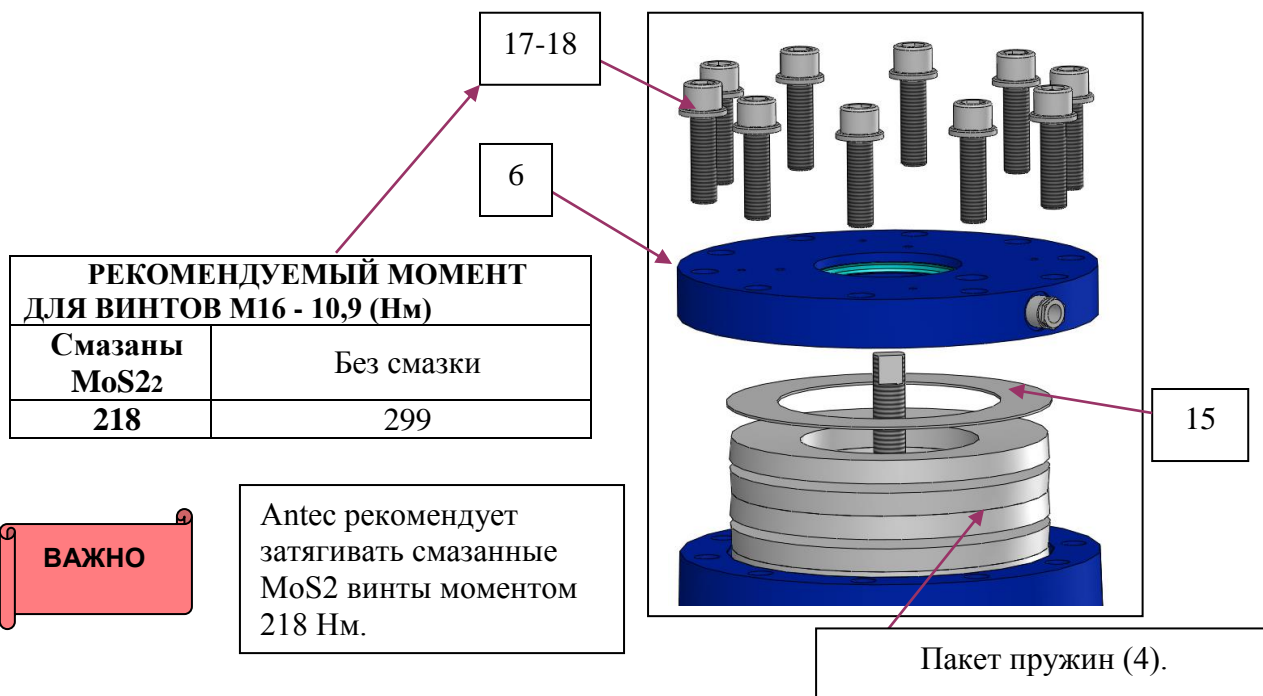 17-18
6
РЕКОМЕНДУЕМЫЙ МОМЕНТ
ДЛЯ ВИНТОВ М16 - 10,9 (Нм)
Смазаны Без смазки
MoS22
218 299
15
ВАЖНО
Antec рекомендует
затягивать смазанные
MoS2 винты моментом
218 Нм.
Пакет пружин (4).